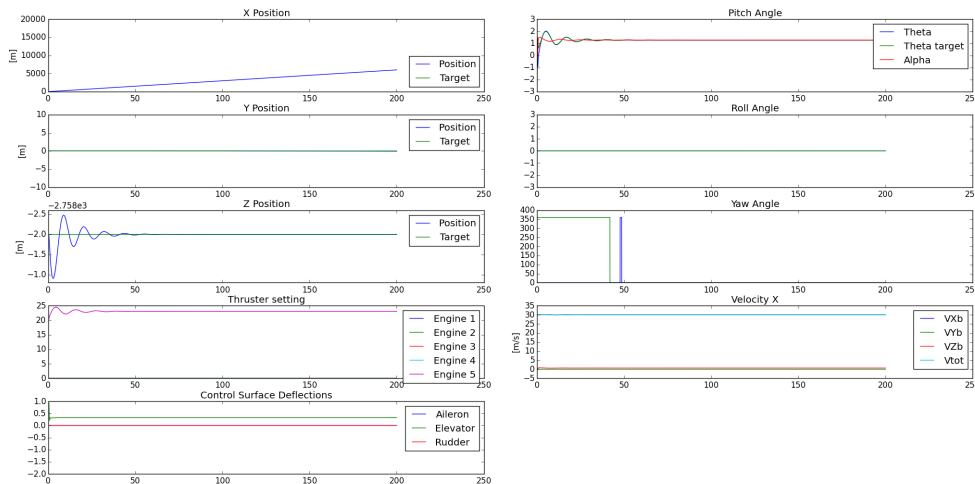 X Position
20000
15000
10000
5000
0
[m]
Position
Target
0 50 100 150 200 250
Y Position
10
5
0
−5
−10
[m]
Position
Target
0 50 100 150 200 250
−2.758e3
Z Position
−2.5
−2.0
−1.5
−1.0
[m]
Position
Target
0 50 100 150 200 250
Thruster setting
25
20
15
10
5
0
Engine 1
Engine 2
Engine 3
Engine 4
Engine 5
0 50 100 150 200 250
Control Surface Deflections
1.0
0.5
0.0
−0.5
−1.0
−1.5
−2.0
Aileron
Elevator
Rudder
0 50 100 150 200 250
Pitch Angle
3
2
1
0
−1
−2
−3
Theta
Theta target
Alpha
0 50 100 150 200 250
Roll Angle
3
2
1
0
−1
−2
−3
0 50 100 150 200 250
Yaw Angle
400
350
300
250
200
150
100
50
0
0 50 100 150 200 250
Velocity X
35
30
25
20
15
10
5
0
−5
[m/s]
VXb
VYb
VZb
Vtot
0 50 100 150 200 250